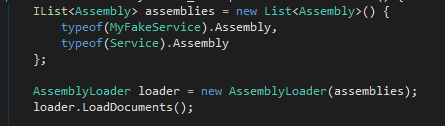 IList<Assembly> assemblies = new List<Assembly>() {
typeof(MyFakeService).Assembly,
typeof(Service).Assembly
};
AssemblyLoader loader = new AssemblyLoader(assemblies);
loader.LoadDocuments();